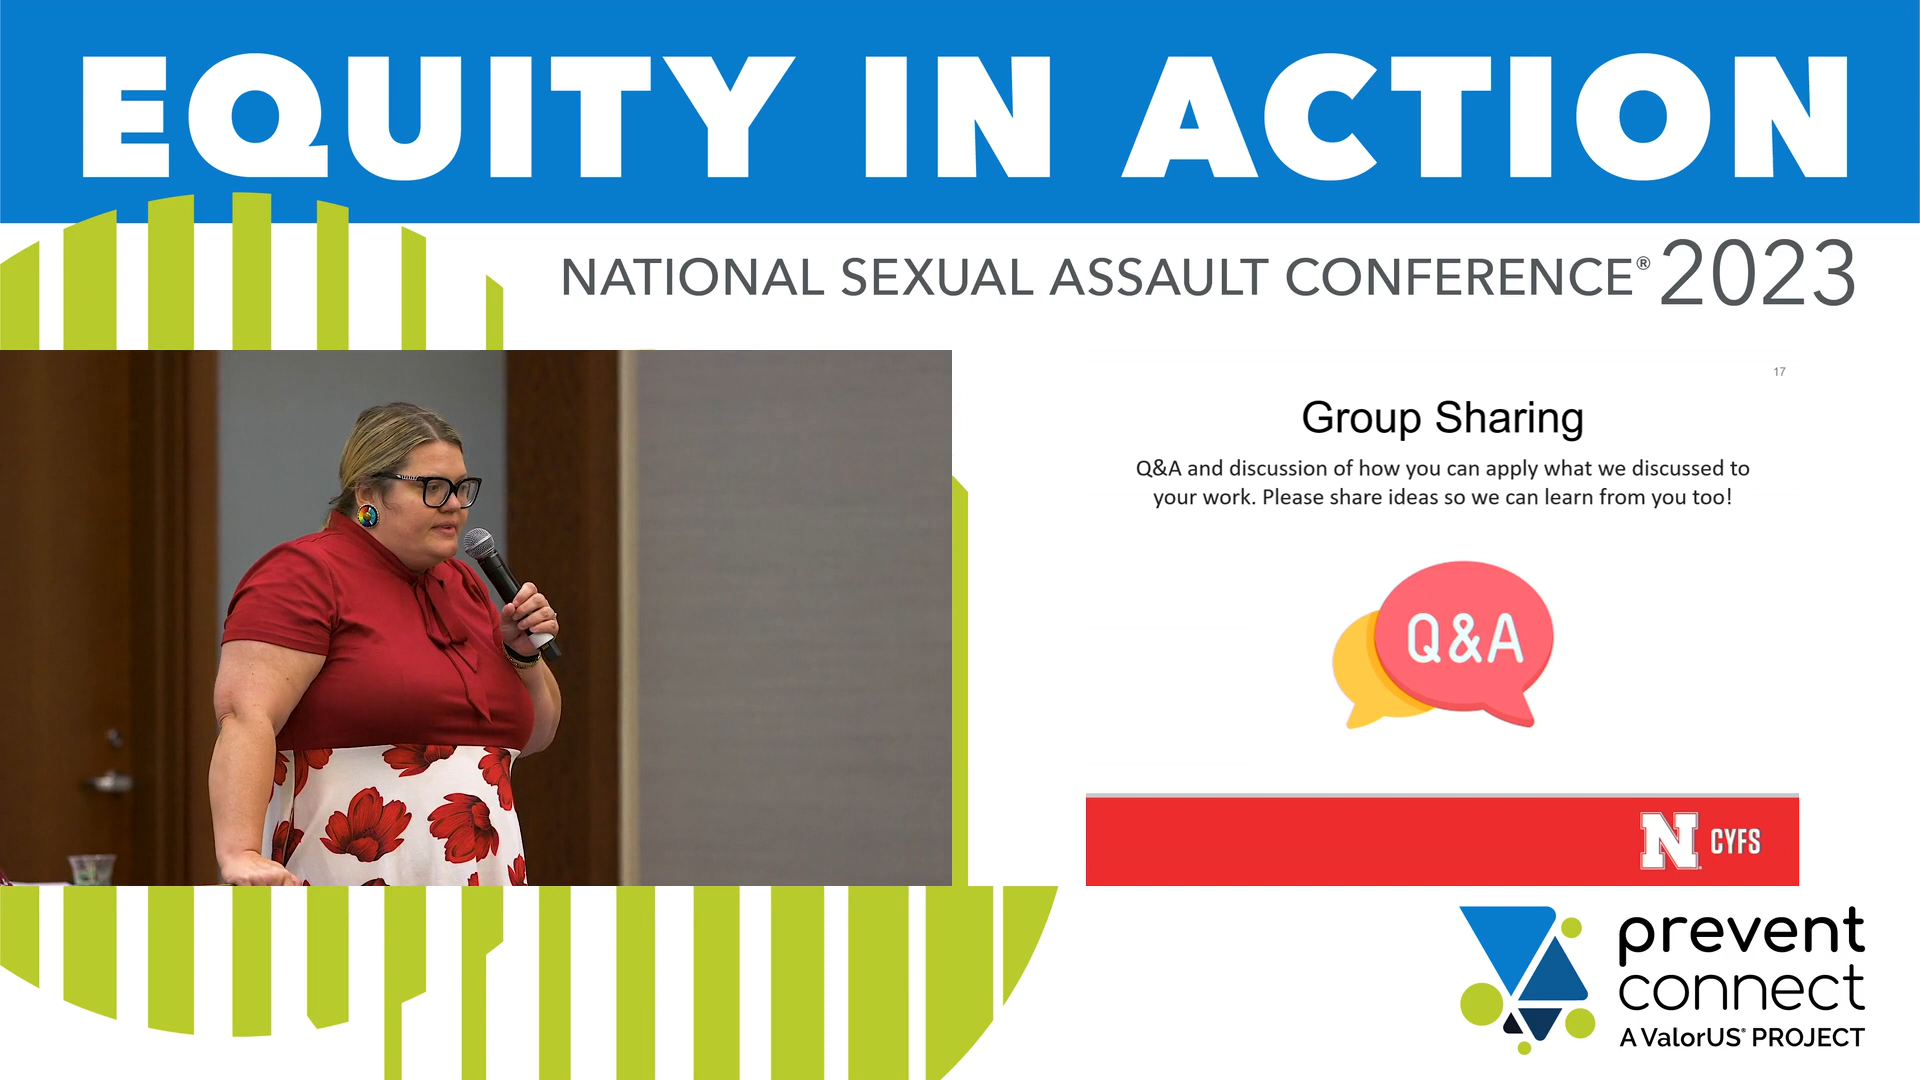 EQUITY IN ACTION
NATIONAL SEXUAL ASSAULT CONFERENCE® 2023
17
Group Sharing
Q&A and discussion of how you can apply what we discussed to
your work. Please share ideas so we can learn from you too!
Q&A
N CYFS
prevent
connect
A ValorUS® PROJECT